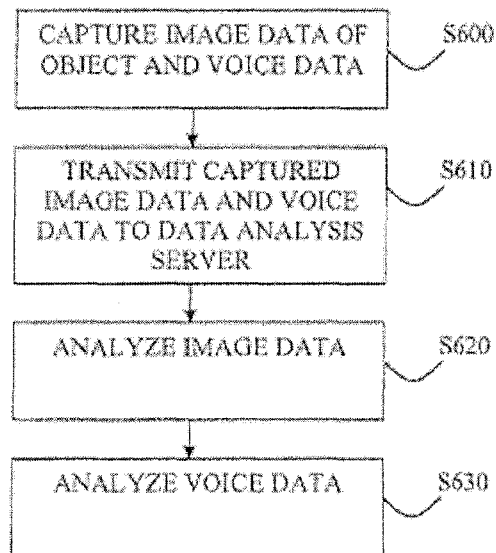 CAPTURE IMAGE DATA OF
OBJECT AND VOICE DATA
S600
TRANSMIT CAPTURED
IMAGE DATA AND VOICE
DATA TO DATA ANALYSIS
SERVER
S610
ANALYZE IMAGE DATA
S620
ANALYZE VOICE DATA
S630